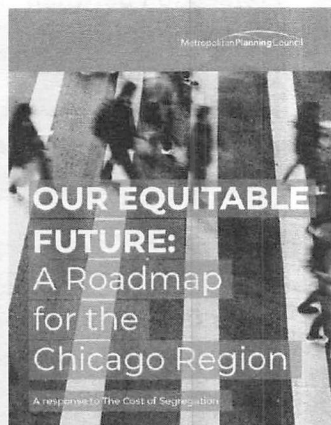 MetropolitanPlanningCouncil
OUR EQUITABLE
FUTURE:
A Roadmap
for the
Chicago Region
A response to The Cost of Segregation